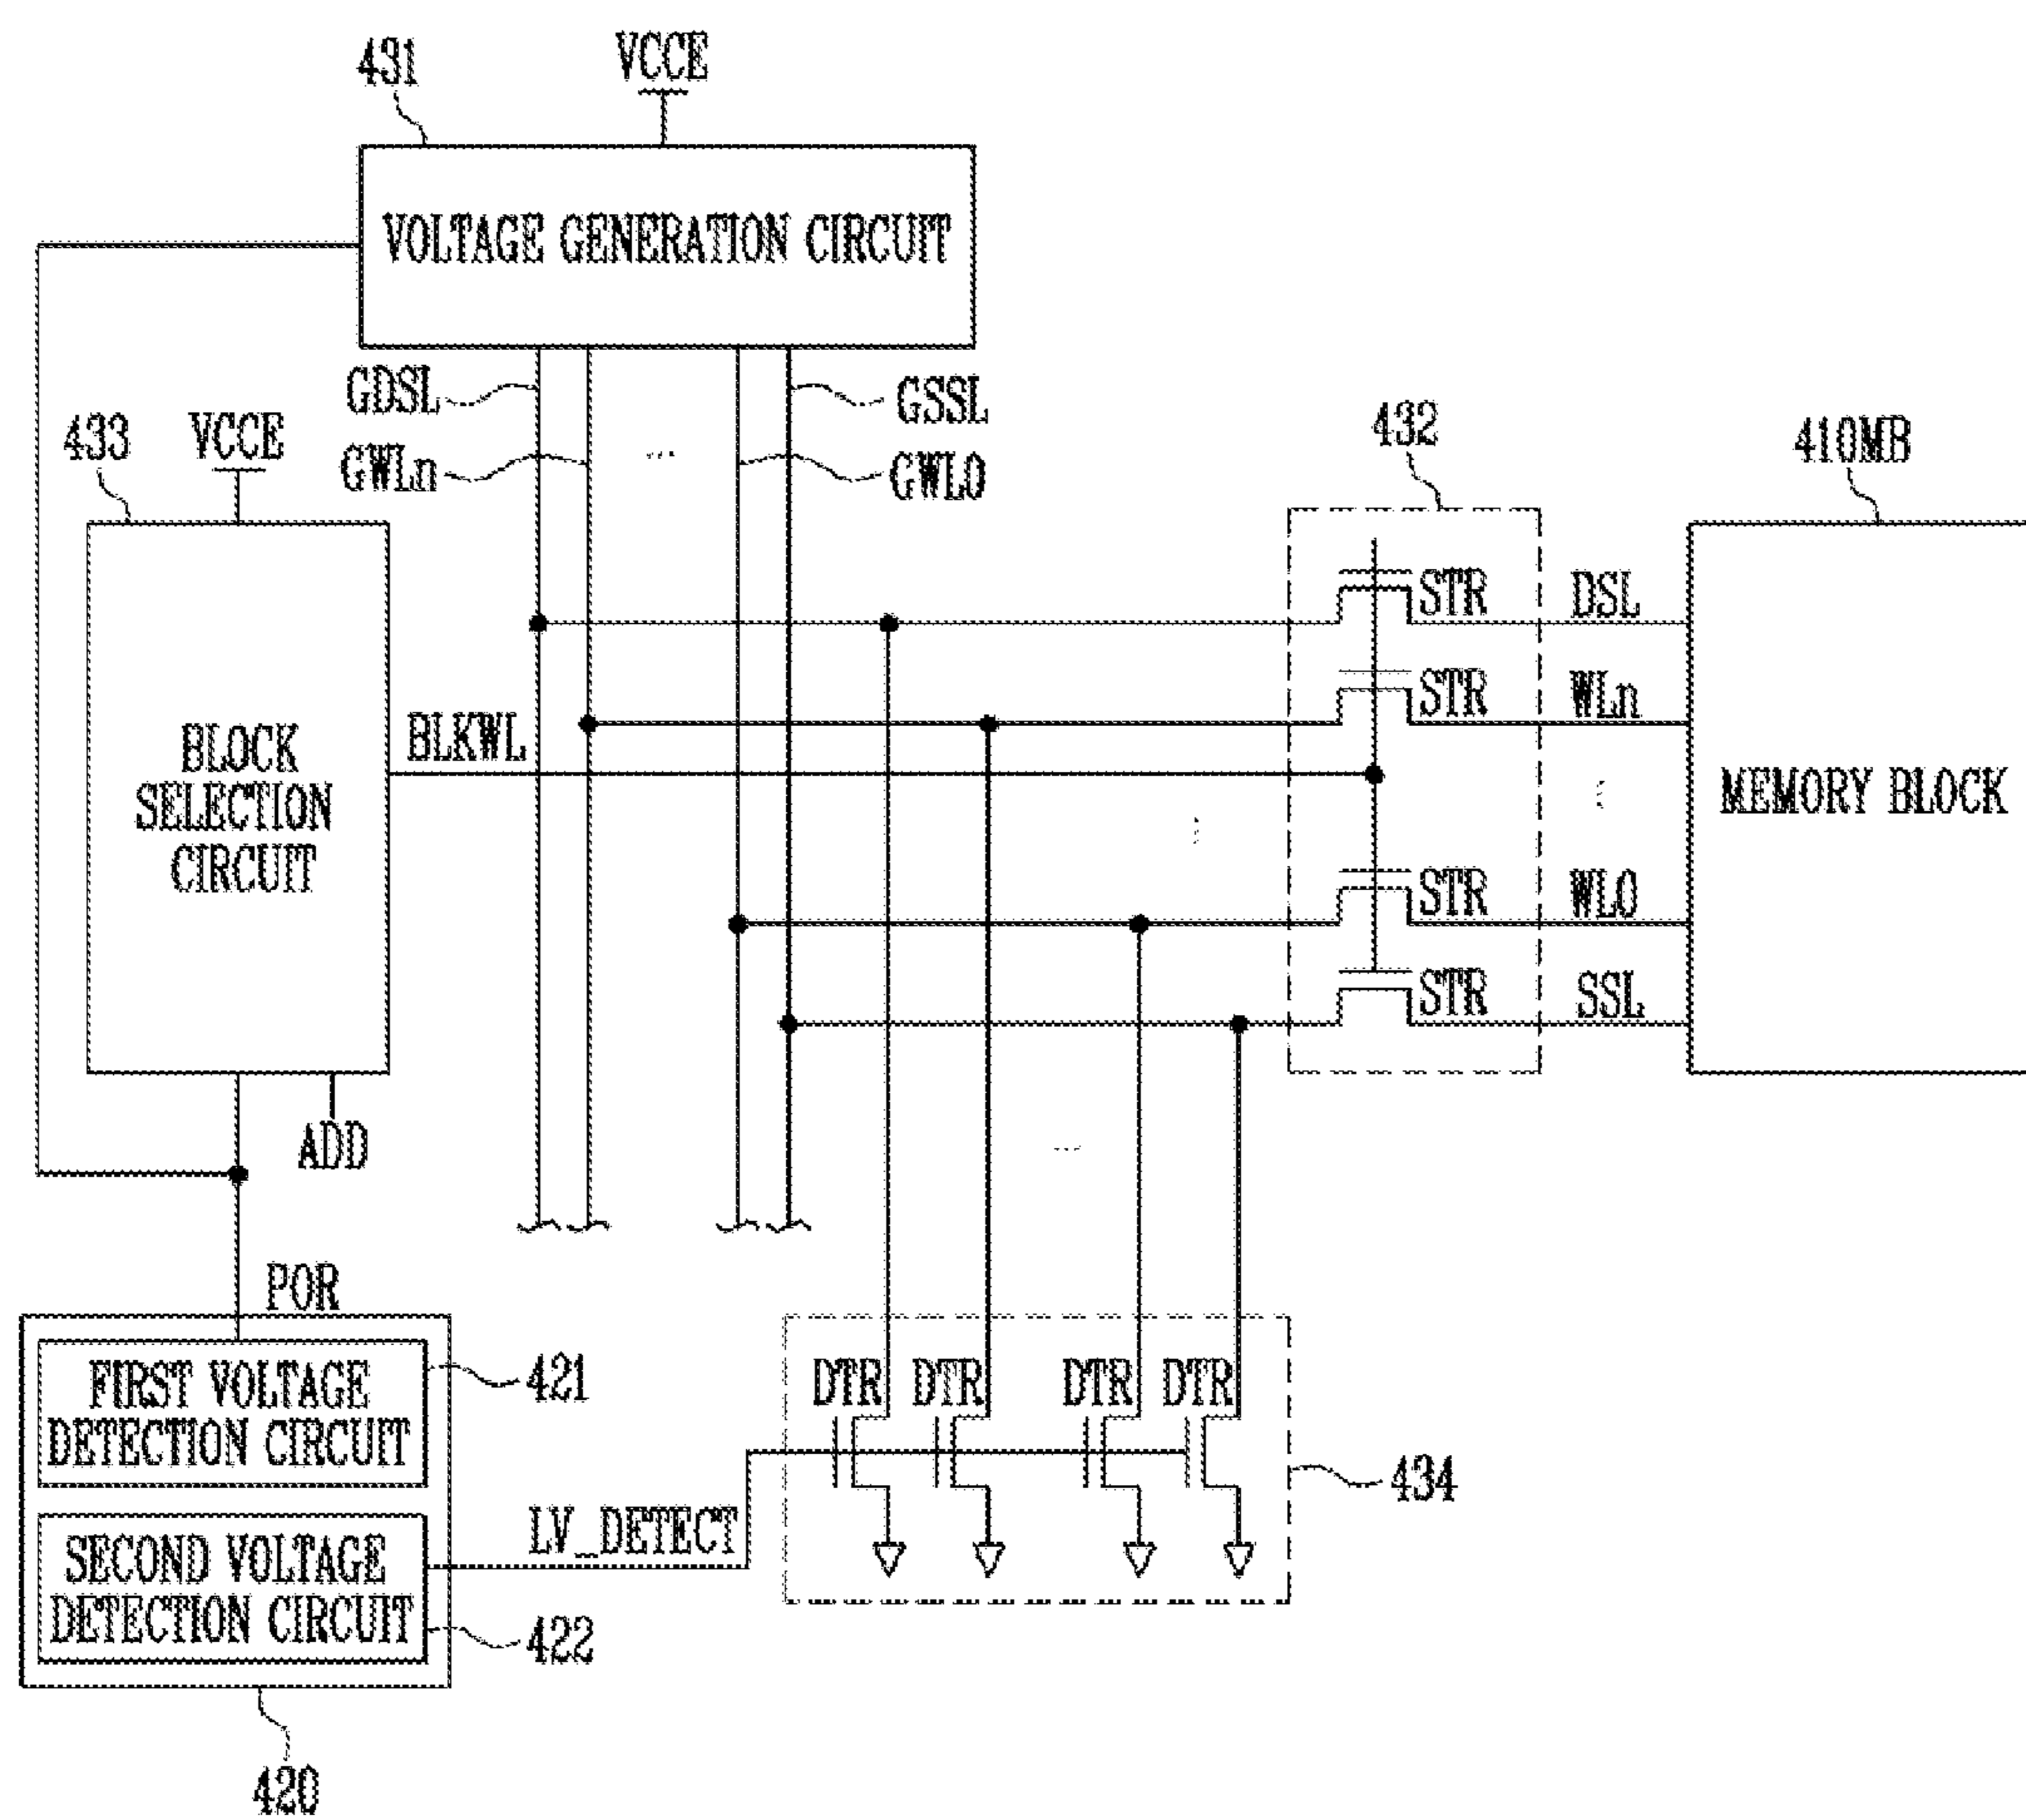 431
VCCE
VOLTAGE GENERATION CIRCUIT
GDSL
GSSL
GWLn
GWL0
433
VCCE
432
410MB
BLOCK
SELECTION
CIRCUIT
BLKWL
STR
DSL
STR
WLn
MEMORY BLOCK
STR
WL0
STR
SSL
ADD
POR
FIRST VOLTAGE
DETECTION CIRCUIT
421
DTR DTR DTR DTR
434
LV_DETECT
SECOND VOLTAGE
DETECTION CIRCUIT
422
420